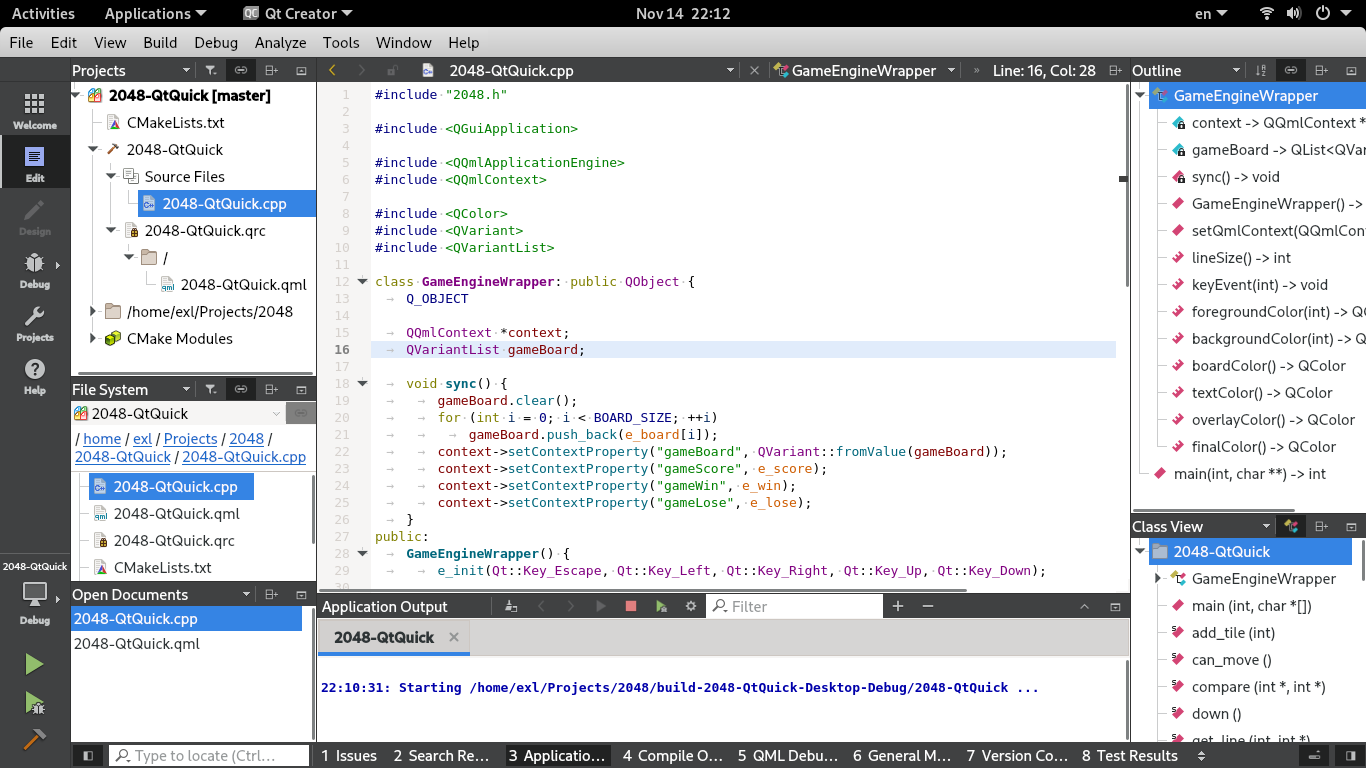 Activities Applications Qt Creator Nov 14 22:12 en
File Edit View Build Debug Analyze Tools Window Help
Welcome
Edit
Design
Debug
Projects
Help
2048-QtQuick
Debug
Projects
2048-QtQuick [master]
CMakeLists.txt
2048-QtQuick
Source Files
2048-QtQuick.cpp
2048-QtQuick.qrc
/
2048-QtQuick.qml
/home/exl/Projects/2048
CMake Modules
File System
2048-QtQuick
/ home / exl / Projects / 2048 /
2048-QtQuick / 2048-QtQuick.cpp
2048-QtQuick.cpp
2048-QtQuick.qml
2048-QtQuick.qrc
CMakeLists.txt
Open Documents
2048-QtQuick.cpp
2048-QtQuick.qml
2048-QtQuick.cpp GameEngineWrapper » Line: 16, Col: 28
1 #include "2048.h"
2
3 #include <QGuiApplication>
4
5 #include <QQmlApplicationEngine>
6 #include <QQmlContext>
7
8 #include <QColor>
9 #include <QVariant>
10 #include <QVariantList>
11
12 class GameEngineWrapper: public QObject {
13 Q_OBJECT
14
15 QQmlContext *context;
16 QVariantList gameBoard;
17
18 void sync() {
19 gameBoard.clear();
20 for (int i = 0; i < BOARD_SIZE; ++i)
21 gameBoard.push_back(e_board[i]);
22 context->setContextProperty("gameBoard", QVariant::fromValue(gameBoard));
23 context->setContextProperty("gameScore", e_score);
24 context->setContextProperty("gameWin", e_win);
25 context->setContextProperty("gameLose", e_lose);
26 }
27 public:
28 GameEngineWrapper() {
29 e_init(Qt::Key_Escape, Qt::Key_Left, Qt::Key_Right, Qt::Key_Up, Qt::Key_Down);
30
Application Output Filter
2048-QtQuick
22:10:31: Starting /home/exl/Projects/2048/build-2048-QtQuick-Desktop-Debug/2048-QtQuick ...
Outline
GameEngineWrapper
context -> QQmlContext *
gameBoard -> QList<QVar
sync() -> void
GameEngineWrapper() ->
setQmlContext(QQmlCont
lineSize() -> int
keyEvent(int) -> void
foregroundColor(int) -> QC
backgroundColor(int) -> Q
boardColor() -> QColor
textColor() -> QColor
overlayColor() -> QColor
finalColor() -> QColor
main(int, char **) -> int
Class View
2048-QtQuick
GameEngineWrapper
main (int, char *[])
add_tile (int)
can_move ()
compare (int *, int *)
down ()
get_line (int, int *)
Type to locate (Ctrl... 1 Issues 2 Search Re... 3 Applicatio... 4 Compile O... 5 QML Debu... 6 General M... 7 Version Co... 8 Test Results